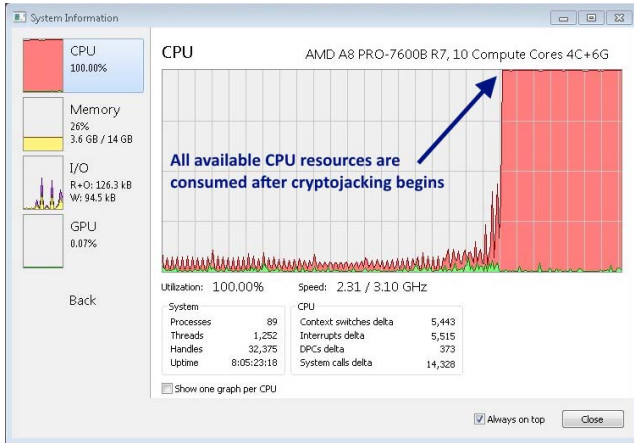 System Information
CPU
100.00%
Memory
26%
3.6 GB / 14 GB
I/O
R+O: 126.3 kB
W: 94.5 kB
GPU
0.07%
Back
CPU
AMD A8 PRO-7600B R7, 10 Compute Cores 4C+6G
All available CPU resources are
consumed after cryptojacking begins
Utilization: 100.00% Speed: 2.31 / 3.10 GHz
System
Processes 89
Threads 1,252
Handles 32,375
Uptime 8:05:23:18
CPU
Context switches delta 5,443
Interrupts delta 5,515
DPCs delta 373
System calls delta 14,328
Show one graph per CPU
Always on top
Close